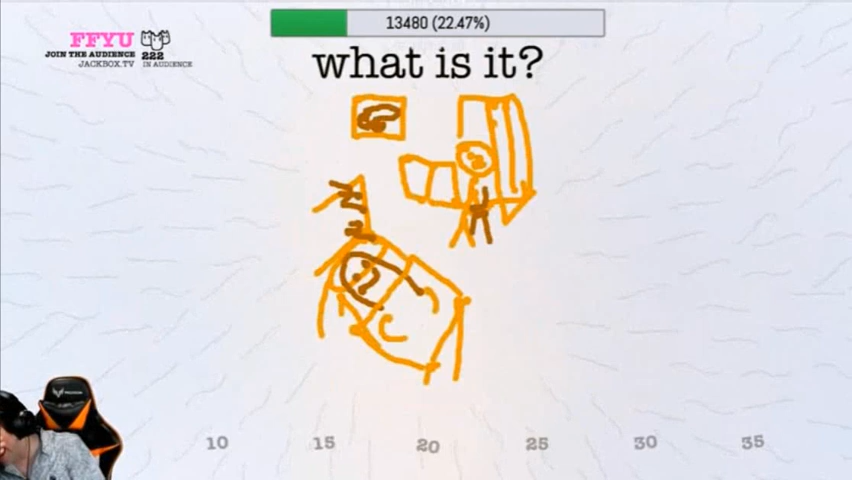 13480 (22.47%)
FFYU
JOIN THE AUDIENCE
JACKBOX.TV
222
IN AUDIENCE
what is it?
10 15 20 25 30 35